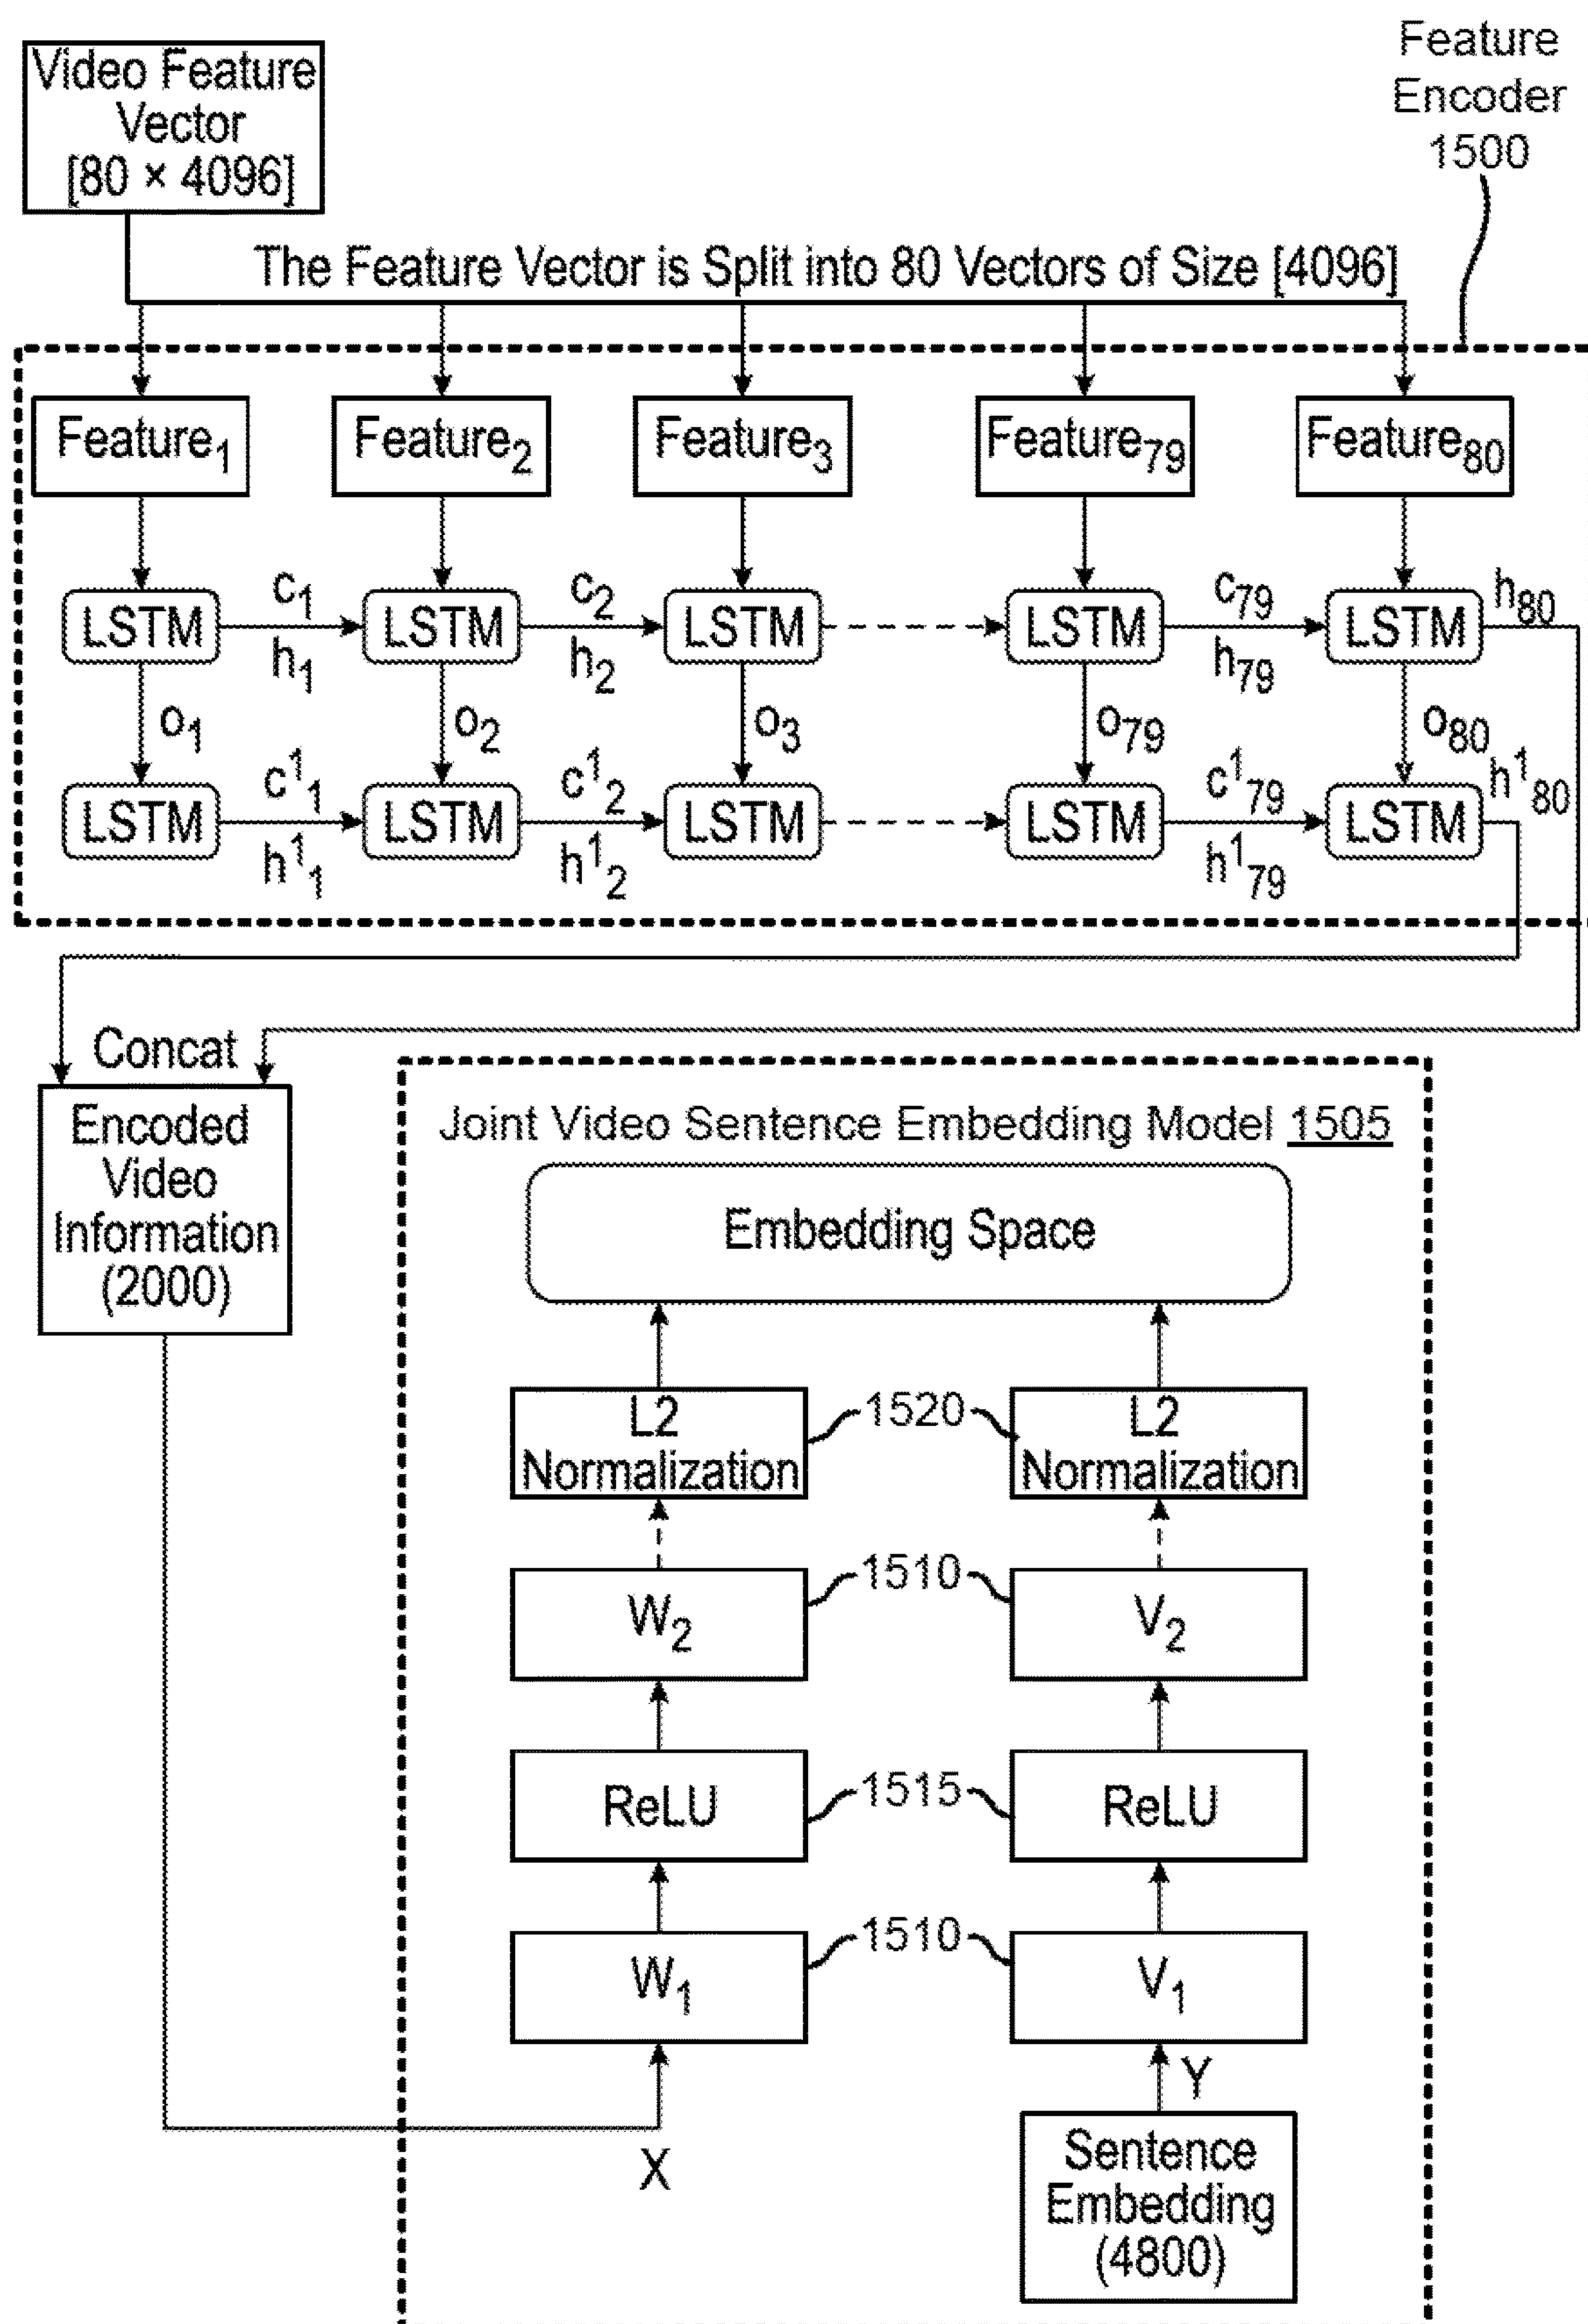 Feature
Encoder
1500
Video Feature
Vector
[80 × 4096]
The Feature Vector is Split into 80 Vectors of Size [4096]
Feature₁ Feature₂ Feature₃ Feature₇₉ Feature₈₀
c₁ c₂ c₇₉ h₈₀
LSTM LSTM LSTM LSTM LSTM
h₁ h₂ h₇₉
o₁ o₂ o₃ o₇₉ o₈₀
c¹₁ c¹₂ c¹₇₉ h¹₈₀
LSTM LSTM LSTM LSTM LSTM
h¹₁ h¹₂ h¹₇₉
Concat
Encoded
Video
Information
(2000)
Joint Video Sentence Embedding Model 1505
Embedding Space
L2
Normalization
1520
L2
Normalization
W₂ 1510 V₂
ReLU 1515 ReLU
W₁ 1510 V₁
X
Y
Sentence
Embedding
(4800)